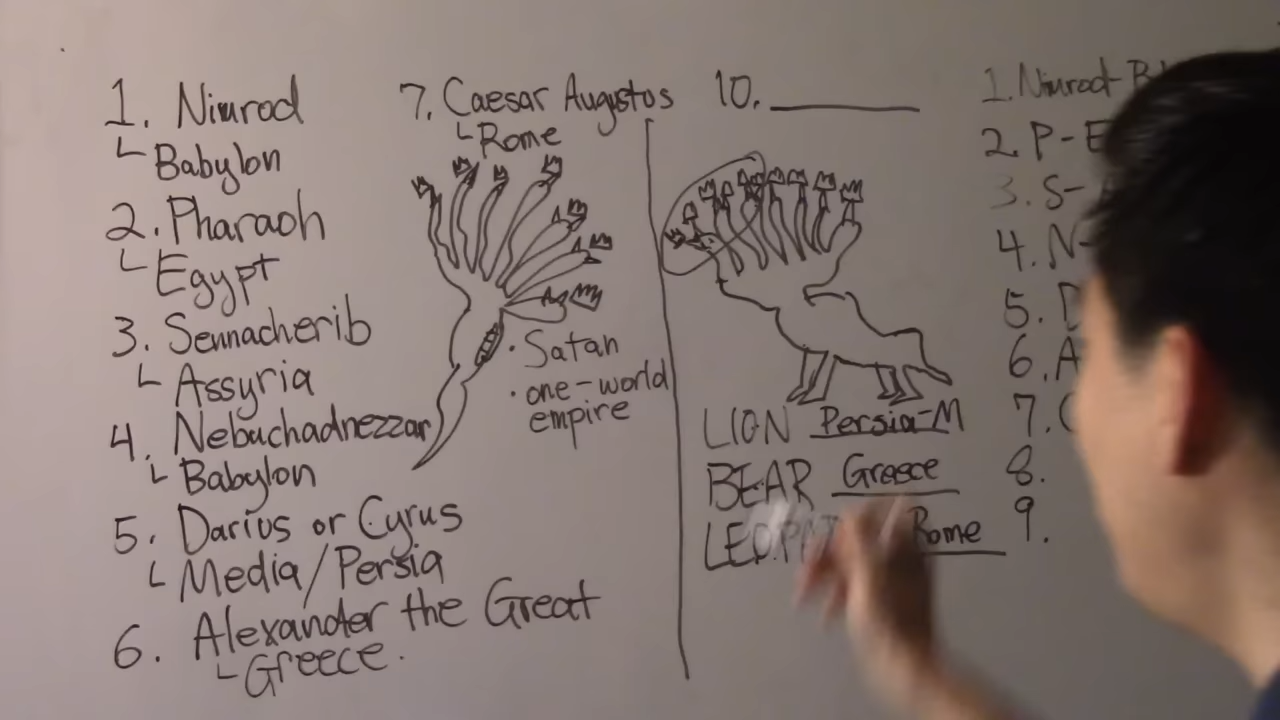 1. Nimrod
└ Babylon
2. Pharaoh
└ Egypt
3. Sennacherib
└ Assyria
4. Nebuchadnezzar
└ Babylon
5. Darius or Cyrus
└ Media/Persia
6. Alexander the Great
└ Greece.
7. Caesar Augustos
└ Rome
• Satan
• one-world
empire
10. ________
LION Persia-M
BEAR Greece
Rome
1. Nimrod-B
2. P-E
3. S-
4. N-
5. D
6. A
7. C
8.
9.